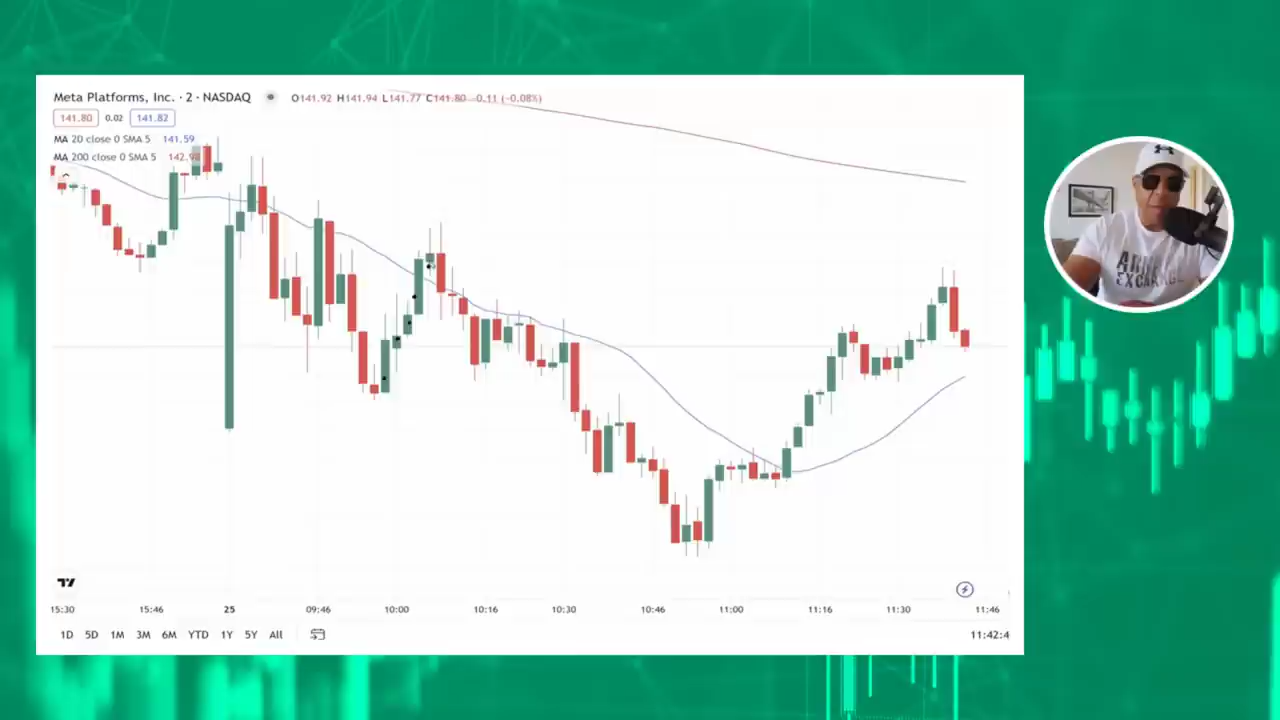 Meta Platforms, Inc. · 2 · NASDAQ O141.92 H141.94 L141.77 C141.80 -0.11 (-0.08%)
141.80 0.02 141.82
MA 20 close 0 SMA 5 141.59
MA 200 close 0 SMA 5
15:30 15:46 25 09:46 10:00 10:16 10:30 10:46 11:00 11:16 11:30 11:46
1D 5D 1M 3M 6M YTD 1Y 5Y All 11:42:4